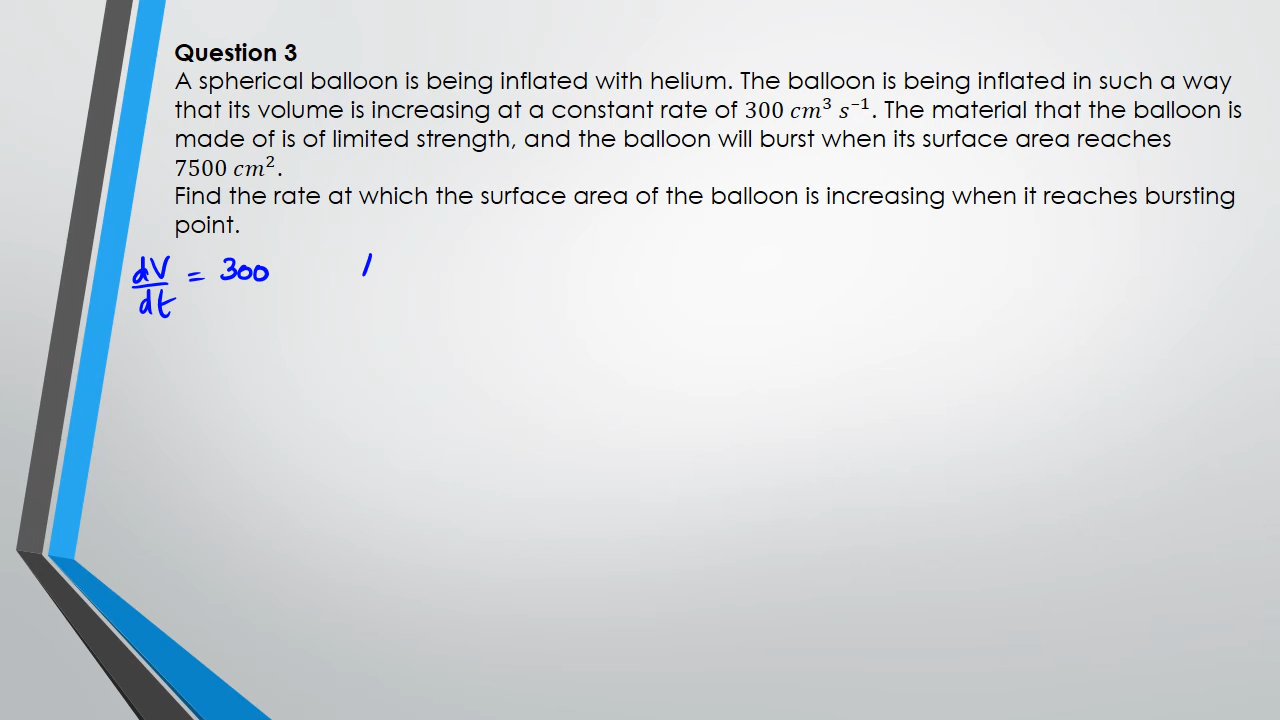 Question 3
A spherical balloon is being inflated with helium. The balloon is being inflated in such a way
that its volume is increasing at a constant rate of 300 cm³ s⁻¹. The material that the balloon is
made of is of limited strength, and the balloon will burst when its surface area reaches
7500 cm².
Find the rate at which the surface area of the balloon is increasing when it reaches bursting
point.
dV/dt = 300